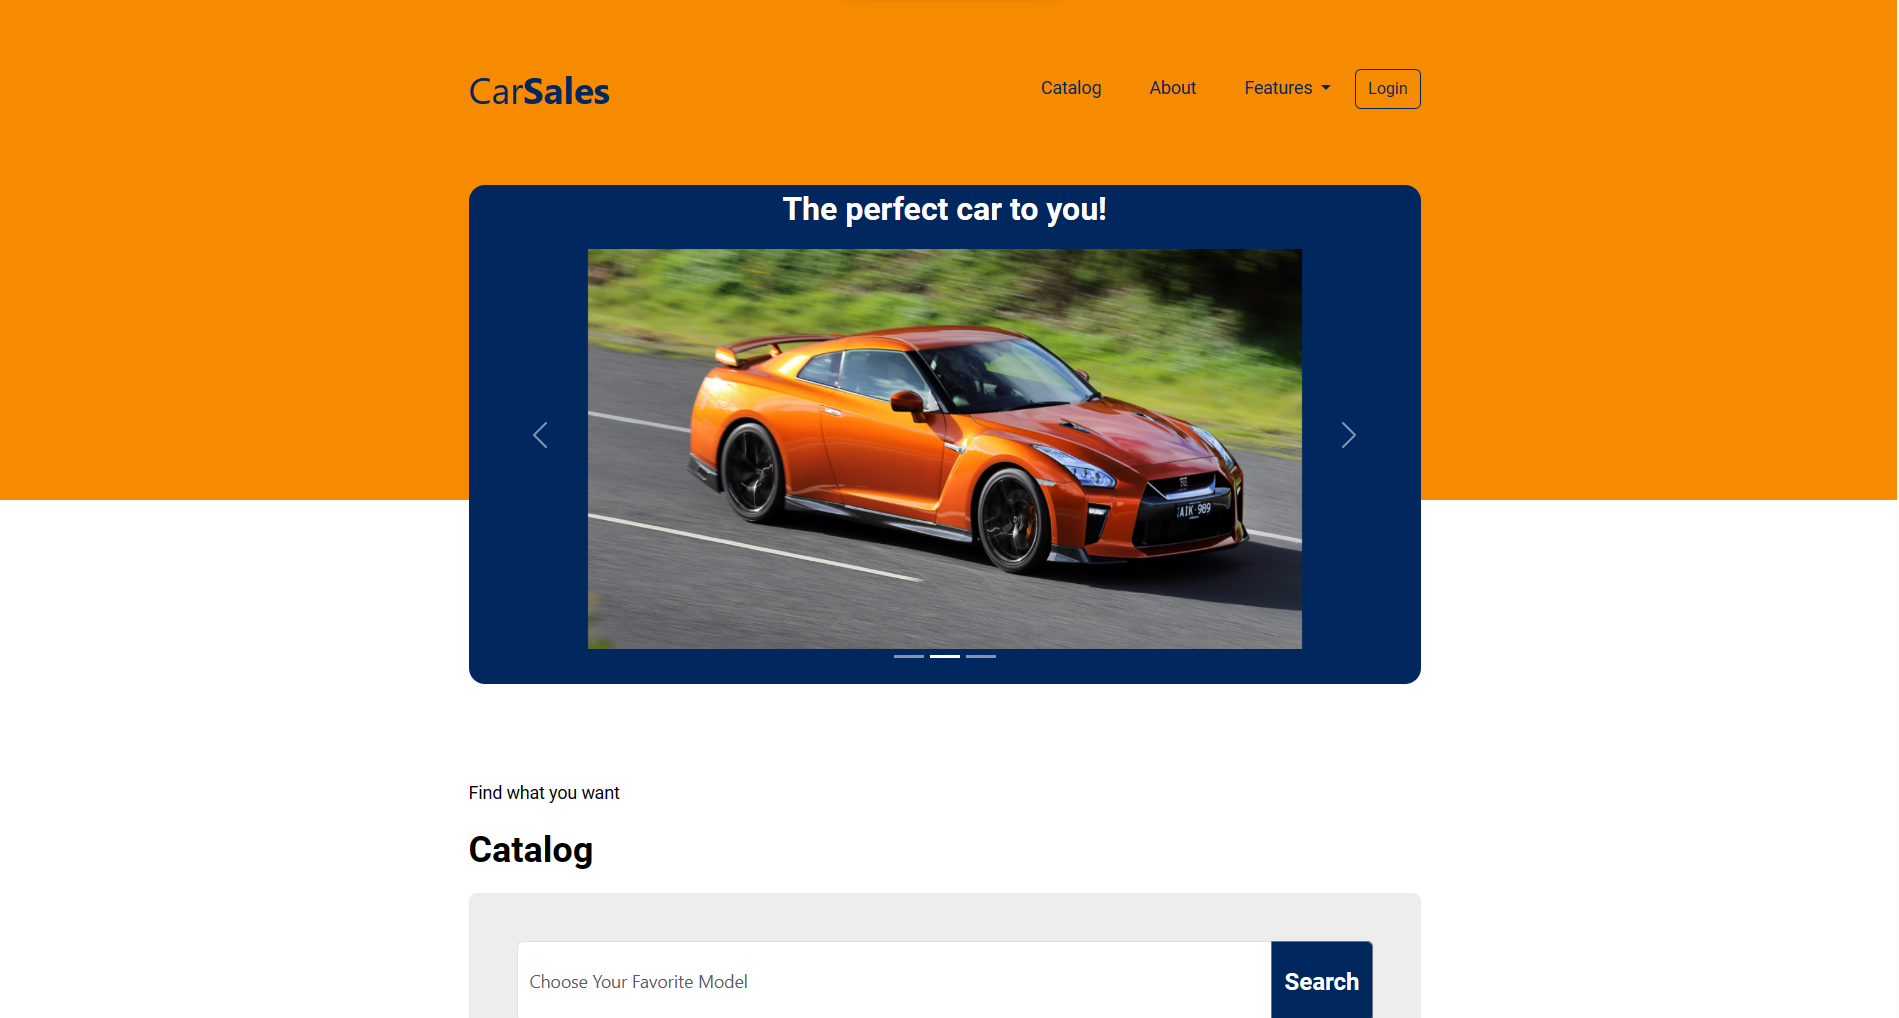 CarSales
Catalog
About
Features
Login
The perfect car to you!
AIK·989
Find what you want
Catalog
Choose Your Favorite Model
Search